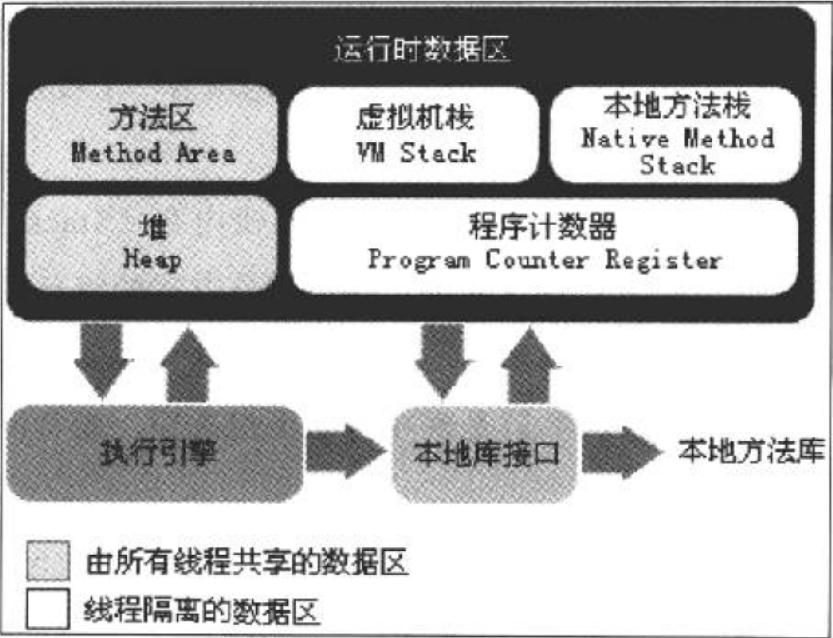 运行时数据区
方法区
Method Area
虚拟机栈
VM Stack
本地方法栈
Native Method
Stack
堆
Heap
程序计数器
Program Counter Register
执行引擎
本地库接口
本地方法库
由所有线程共享的数据区
线程隔离的数据区